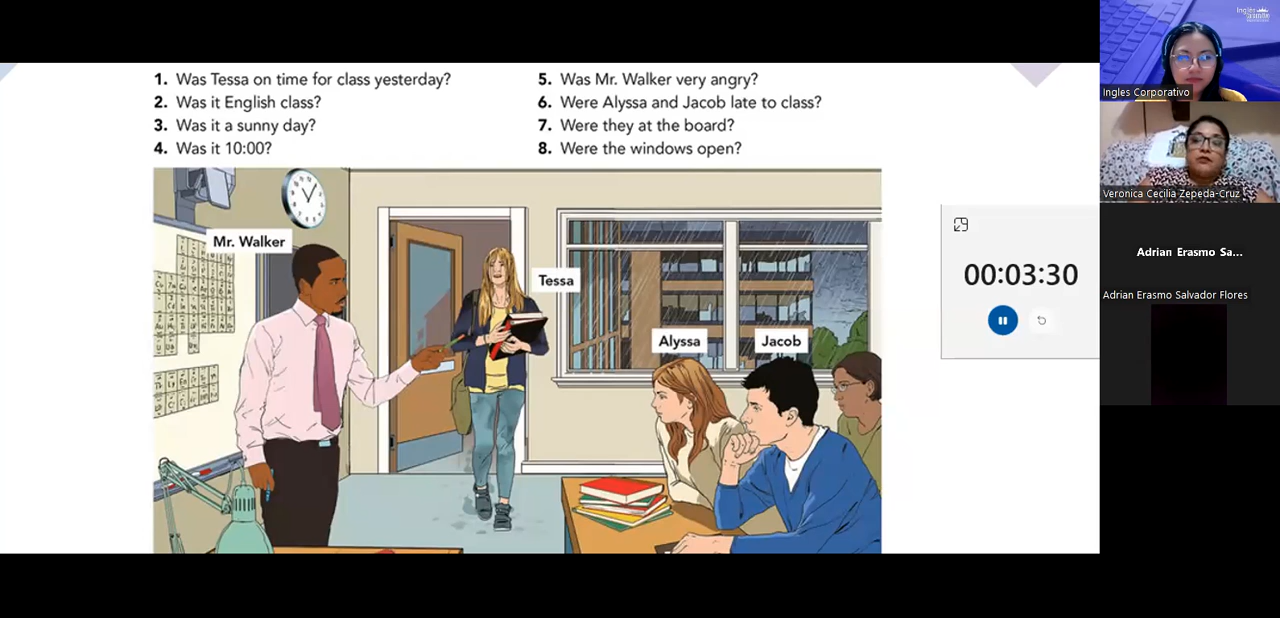 1. Was Tessa on time for class yesterday?
2. Was it English class?
3. Was it a sunny day?
4. Was it 10:00?
5. Was Mr. Walker very angry?
6. Were Alyssa and Jacob late to class?
7. Were they at the board?
8. Were the windows open?
Mr. Walker
Tessa
Alyssa
Jacob
00:03:30
Ingles Corporativo
Veronica Cecilia Zepeda-Cruz
Adrian Erasmo Sa...
Adrian Erasmo Salvador Flores